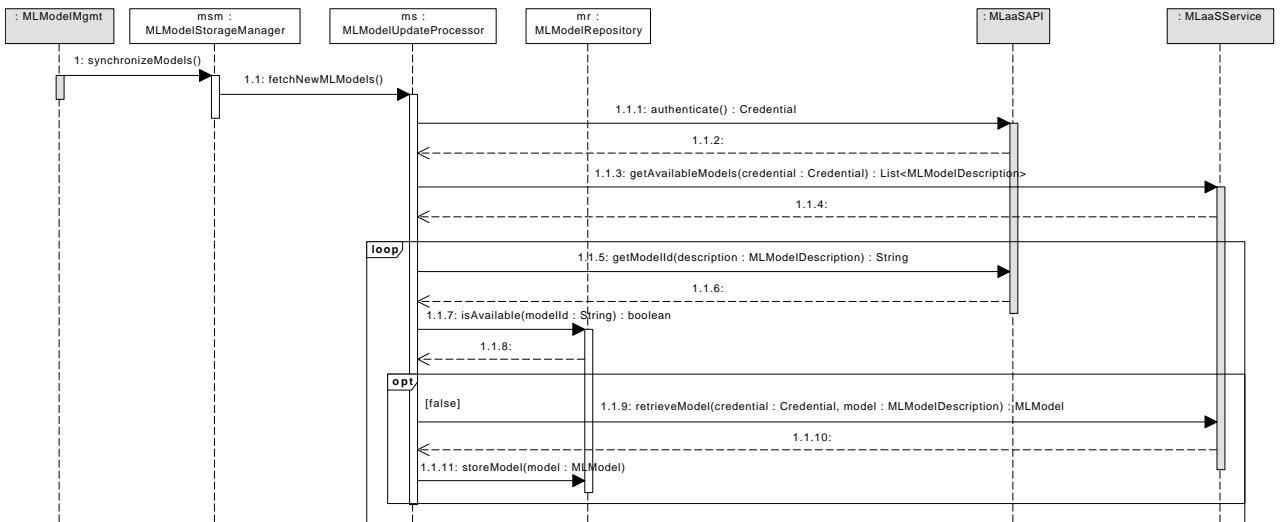 : MLModelMgmt
msm :
MLModelStorageManager
ms :
MLModelUpdateProcessor
mr :
MLModelRepository
: MLaaSAPI
: MLaaSService
1: synchronizeModels()
1.1: fetchNewMLModels()
1.1.1: authenticate() : Credential
1.1.2:
1.1.3: getAvailableModels(credential : Credential) : List<MLModelDescription>
1.1.4:
loop
1.1.5: getModelId(description : MLModelDescription) : String
1.1.6:
1.1.7: isAvailable(modelId : String) : boolean
1.1.8:
opt
[false]
1.1.9: retrieveModel(credential : Credential, model : MLModelDescription) : MLModel
1.1.10:
1.1.11: storeModel(model : MLModel)